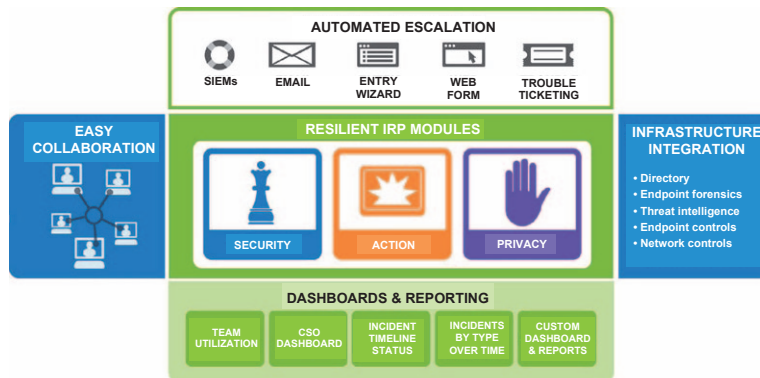 AUTOMATED ESCALATION
SIEMs
EMAIL
ENTRY
WIZARD
WEB
FORM
TROUBLE
TICKETING
EASY
COLLABORATION
RESILIENT IRP MODULES
SECURITY
ACTION
PRIVACY
INFRASTRUCTURE
INTEGRATION
• Directory
• Endpoint forensics
• Threat intelligence
• Endpoint controls
• Network controls
DASHBOARDS & REPORTING
TEAM
UTILIZATION
CSO
DASHBOARD
INCIDENT
TIMELINE
STATUS
INCIDENTS
BY TYPE
OVER TIME
CUSTOM
DASHBOARD
& REPORTS